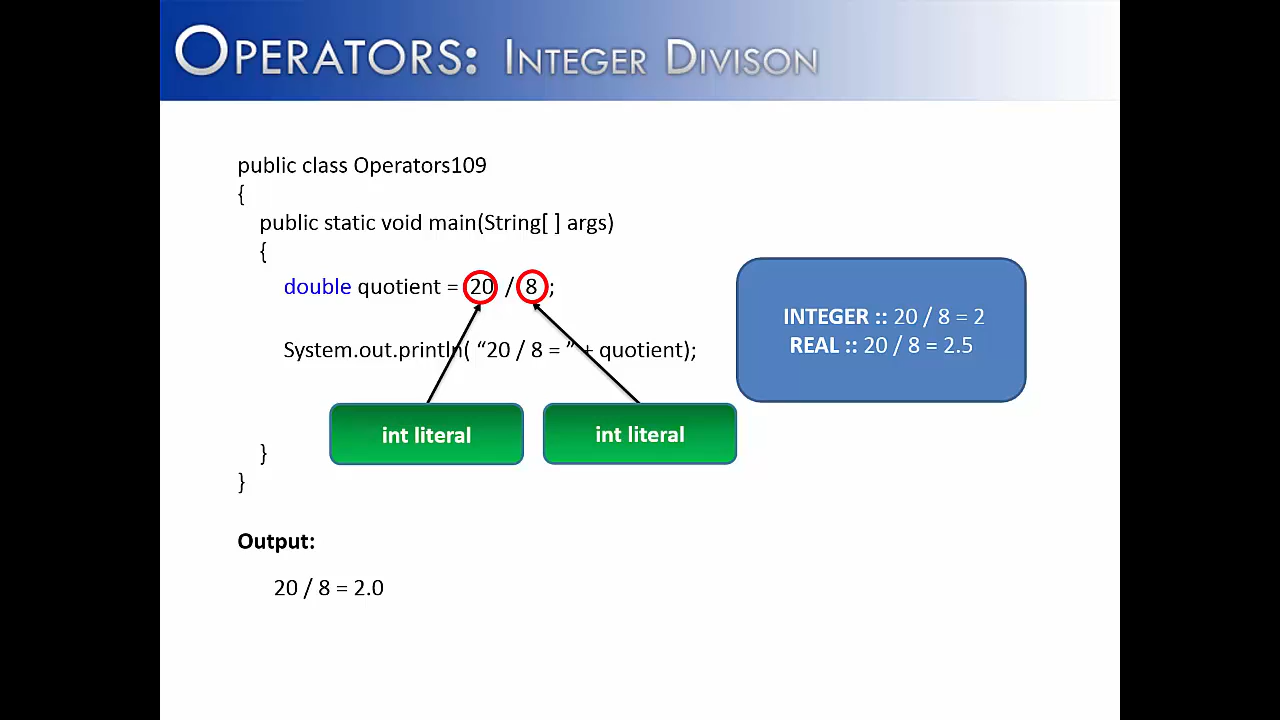 OPERATORS: INTEGER DIVISON
public class Operators109
{
public static void main(String[ ] args)
{
double quotient = 20 / 8 ;
System.out.println( “20 / 8 = ” + quotient);
INTEGER :: 20 / 8 = 2
REAL :: 20 / 8 = 2.5
int literal
int literal
}
}
Output:
20 / 8 = 2.0